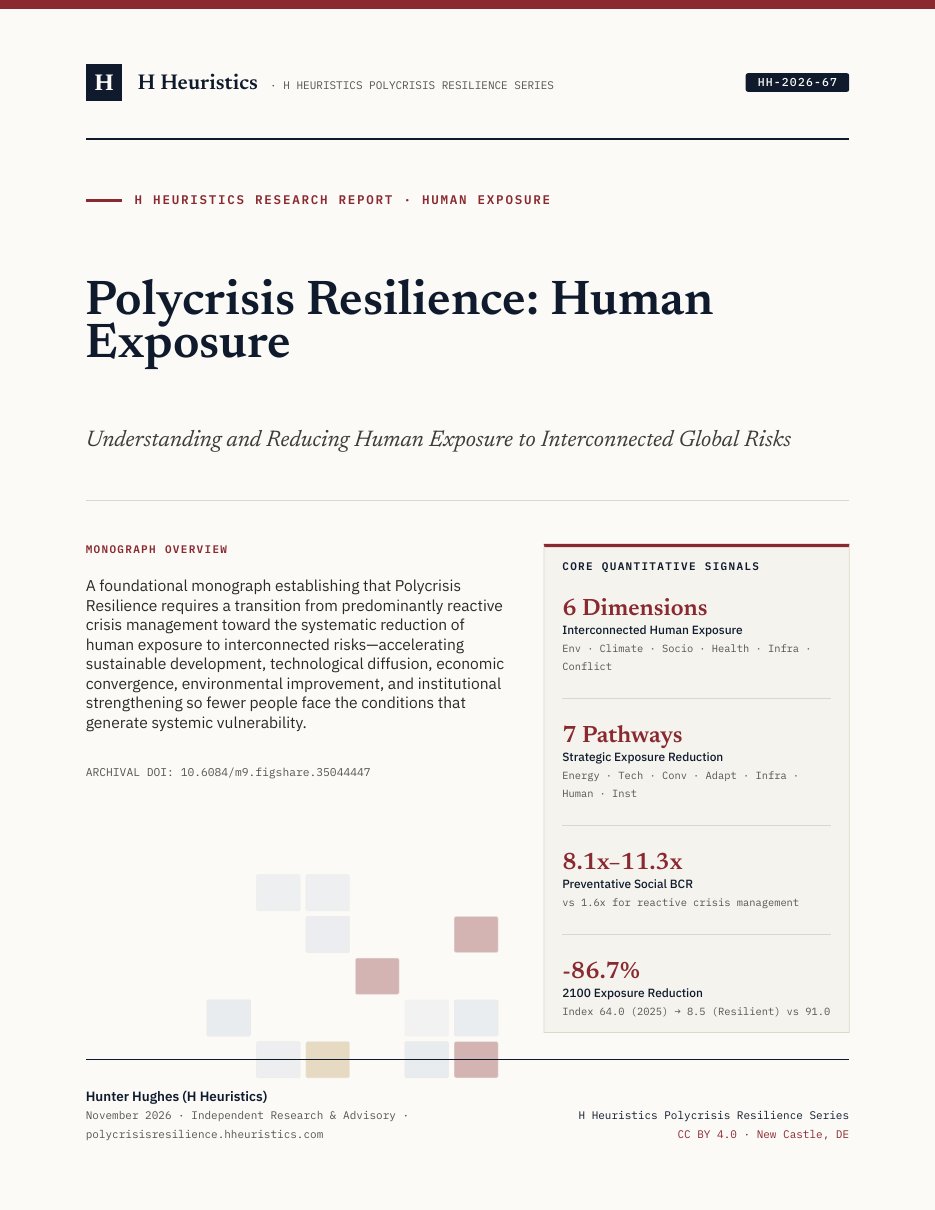 H H Heuristics · H HEURISTICS POLYCRISIS RESILIENCE SERIES HH-2026-67
H HEURISTICS RESEARCH REPORT · HUMAN EXPOSURE
Polycrisis Resilience: Human
Exposure
Understanding and Reducing Human Exposure to Interconnected Global Risks
MONOGRAPH OVERVIEW
A foundational monograph establishing that Polycrisis
Resilience requires a transition from predominantly reactive
crisis management toward the systematic reduction of
human exposure to interconnected risks—accelerating
sustainable development, technological diffusion, economic
convergence, environmental improvement, and institutional
strengthening so fewer people face the conditions that
generate systemic vulnerability.
ARCHIVAL DOI: 10.6084/m9.figshare.35044447
CORE QUANTITATIVE SIGNALS
6 Dimensions
Interconnected Human Exposure
Env · Climate · Socio · Health · Infra ·
Conflict
7 Pathways
Strategic Exposure Reduction
Energy · Tech · Conv · Adapt · Infra ·
Human · Inst
8.1x–11.3x
Preventative Social BCR
vs 1.6x for reactive crisis management
-86.7%
2100 Exposure Reduction
Index 64.0 (2025) → 8.5 (Resilient) vs 91.0
Hunter Hughes (H Heuristics)
November 2026 · Independent Research & Advisory ·
polycrisisresilience.hheuristics.com
H Heuristics Polycrisis Resilience Series
CC BY 4.0 · New Castle, DE